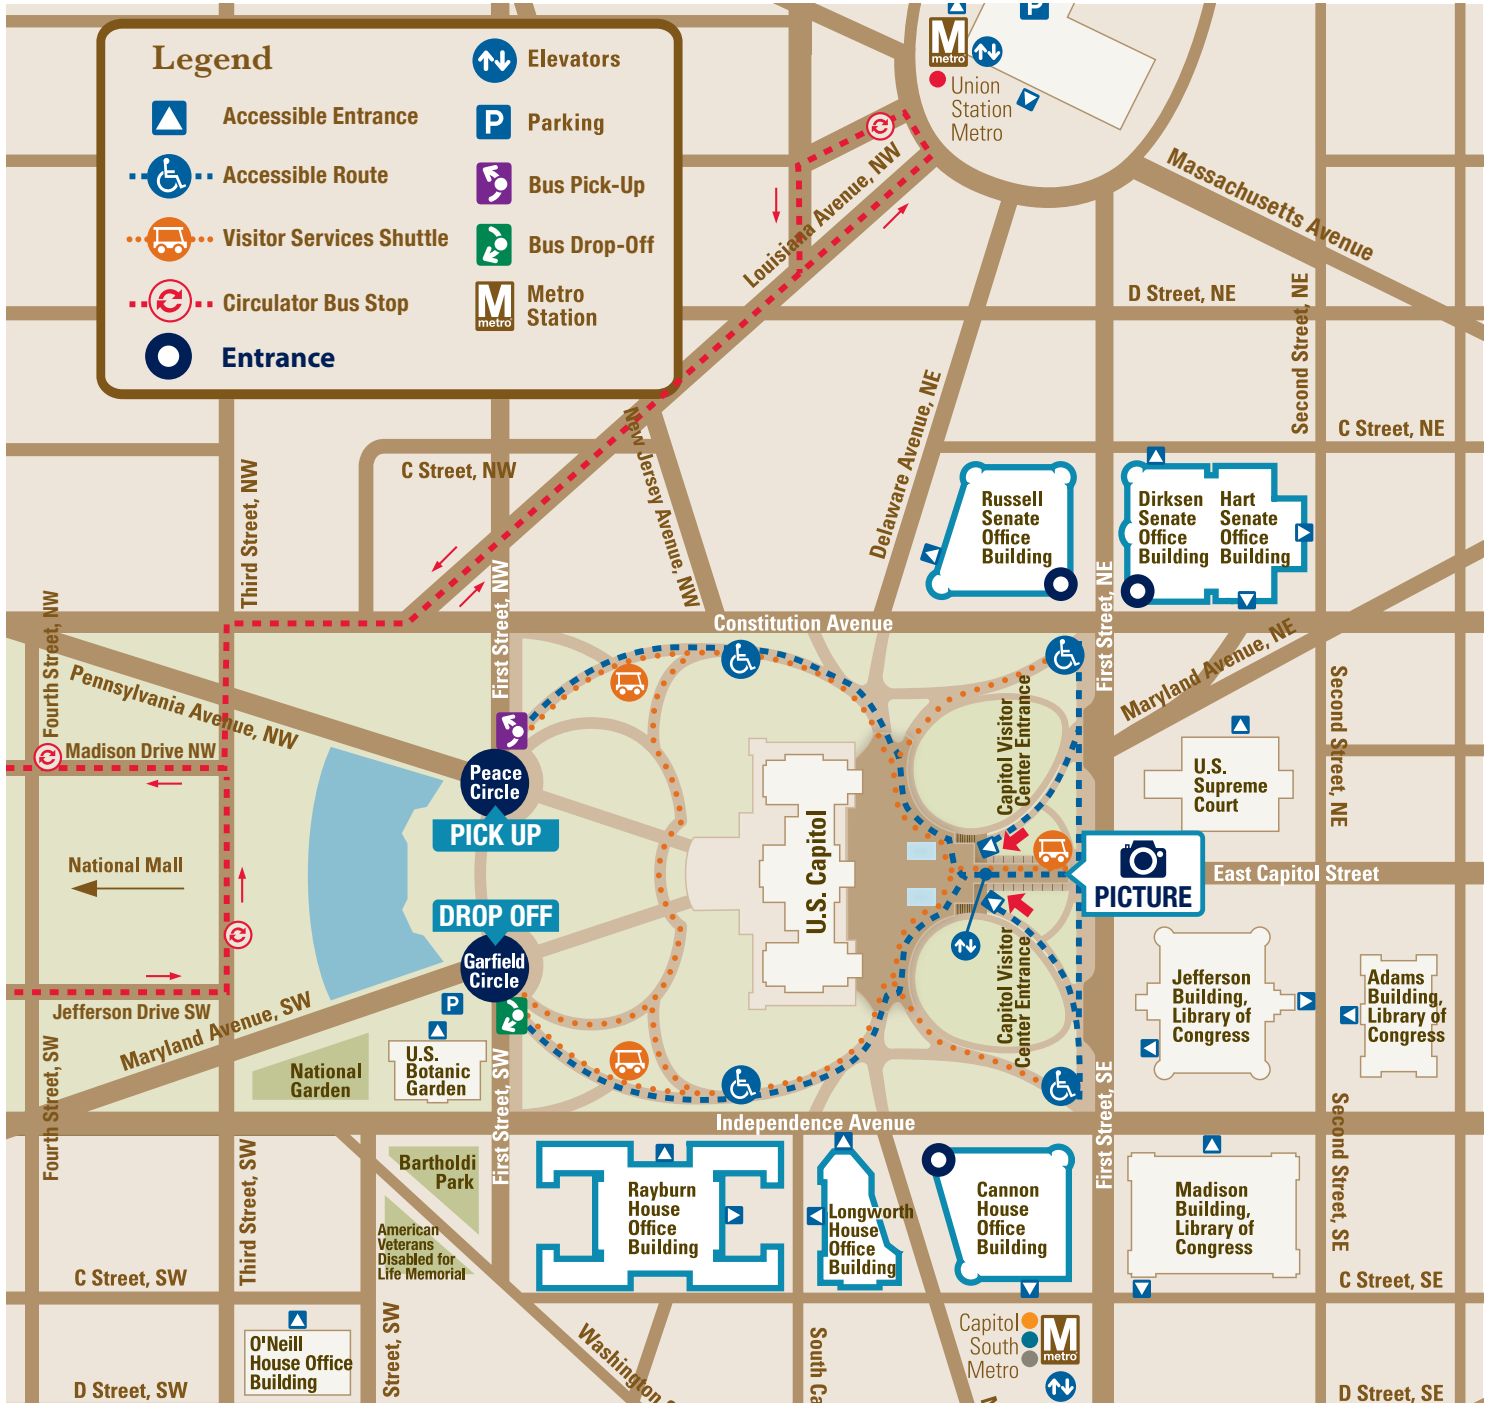 Legend
Accessible Entrance
Accessible Route
Visitor Services Shuttle
Circulator Bus Stop
Entrance
Elevators
P
Parking
Bus Pick-Up
Bus Drop-Off
M
metro
Metro
Station
P
M
metro
Union
Station
Metro
Massachusetts Avenue
Louisiana Avenue, NW
D Street, NE
Second Street, NE
C Street, NE
Delaware Avenue, NE
New Jersey Avenue, NW
C Street, NW
Third Street, NW
First Street, NW
Fourth Street, NW
Russell
Senate
Office
Building
Dirksen
Senate
Office
Building
Hart
Senate
Office
Building
First Street, NE
Constitution Avenue
Maryland Avenue, NE
Second Street, NE
Pennsylvania Avenue, NW
Madison Drive NW
Peace
Circle
PICK UP
National Mall
DROP OFF
Garfield
Circle
U.S. Capitol
Capitol Visitor
Center Entrance
Capitol Visitor
Center Entrance
PICTURE
U.S.
Supreme
Court
East Capitol Street
Jefferson
Building,
Library of
Congress
Adams
Building,
Library of
Congress
Jefferson Drive SW
Maryland Avenue, SW
P
U.S.
Botanic
Garden
National
Garden
Fourth Street, SW
First Street, SW
First Street, SE
Independence Avenue
Second Street, SE
Third Street, SW
Bartholdi
Park
American
Veterans
Disabled for
Life Memorial
Rayburn
House
Office
Building
Longworth
House
Office
Building
Cannon
House
Office
Building
Madison
Building,
Library of
Congress
C Street, SW
C Street, SE
O'Neill
House Office
Building
Street, SW
Washington
South
Capitol
South
Metro
M
metro
D Street, SW
D Street, SE